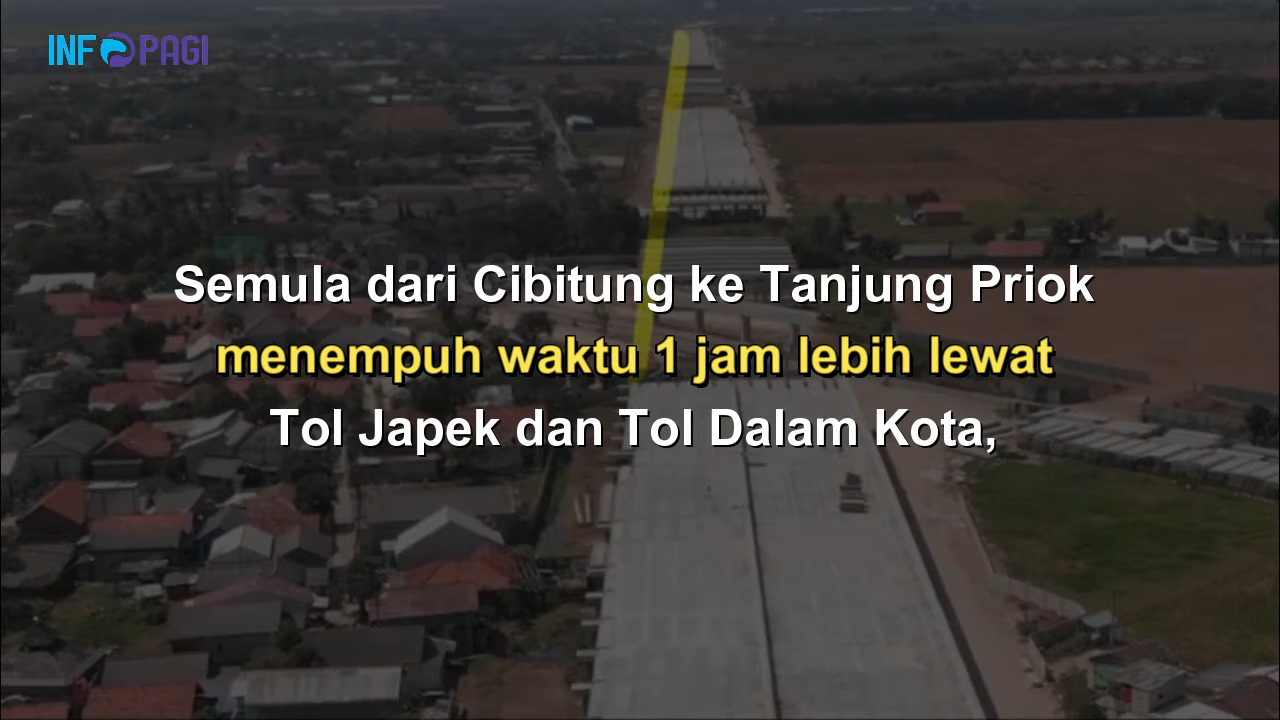 INFOPAGI
Semula dari Cibitung ke Tanjung Priok
menempuh waktu 1 jam lebih lewat
Tol Japek dan Tol Dalam Kota,